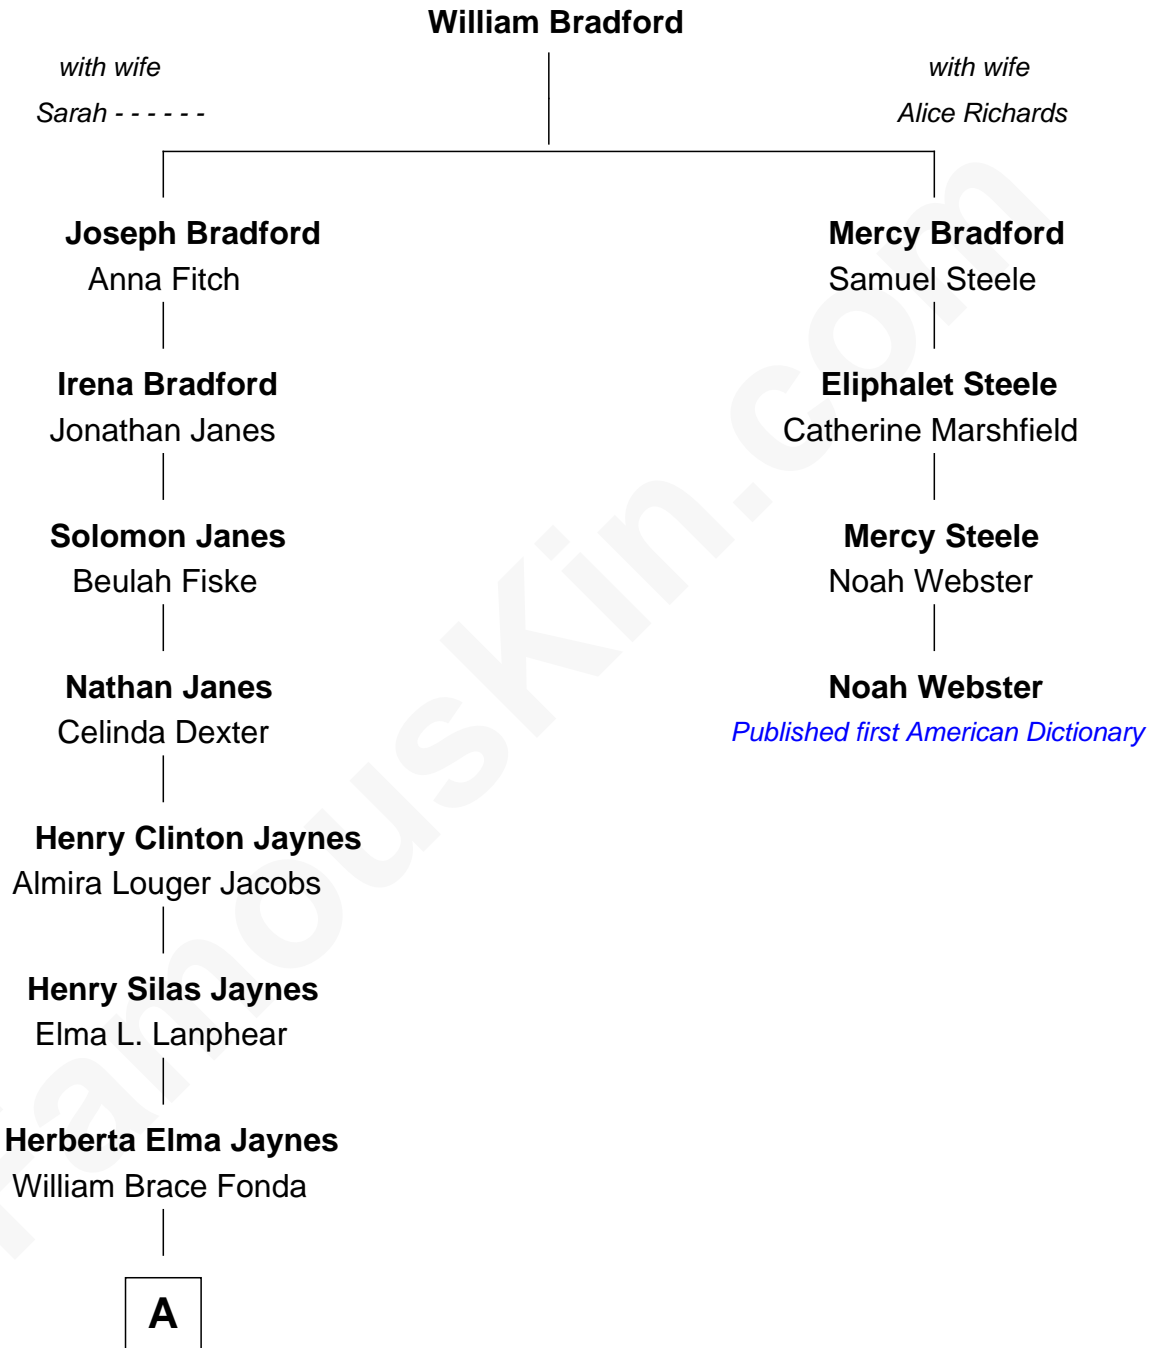 William Bradford
with wife
Sarah - - - - - -
with wife
Alice Richards
Joseph Bradford
Anna Fitch
Mercy Bradford
Samuel Steele
Irena Bradford
Jonathan Janes
Eliphalet Steele
Catherine Marshfield
Solomon Janes
Beulah Fiske
Mercy Steele
Noah Webster
Nathan Janes
Celinda Dexter
Noah Webster
Published first American Dictionary
Henry Clinton Jaynes
Almira Louger Jacobs
Henry Silas Jaynes
Elma L. Lanphear
Herberta Elma Jaynes
William Brace Fonda
A
FamousKin.com